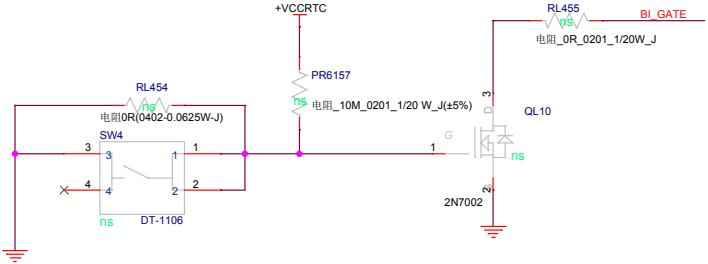 +VCCRTC
RL455
BI_GATE
ns
电阻_0R_0201_1/20W_J
RL454
ns
电阻0R(0402-0.0625W-J)
PR6157
ns
电阻_10M_0201_1/20 W_J(±5%)
3
D
QL10
SW4
3
3
1
1
4
4
2
2
1
G
ns
2
S
2N7002
ns
DT-1106